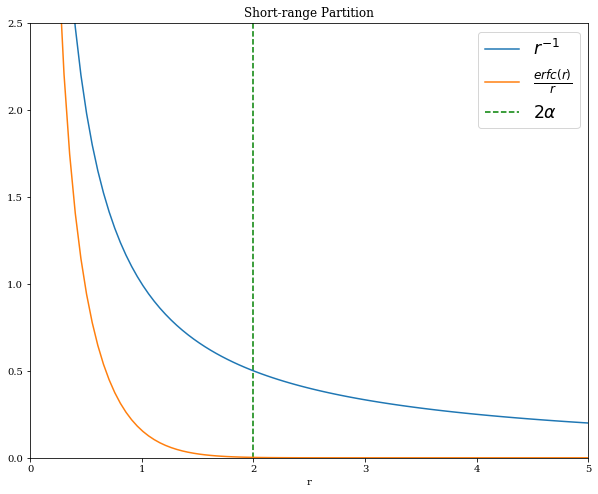 Short-range Partition
2.5
2.0
1.5
1.0
0.5
0.0
0 1 2 3 4 5
r
r⁻¹
erfc(r)
r
2α